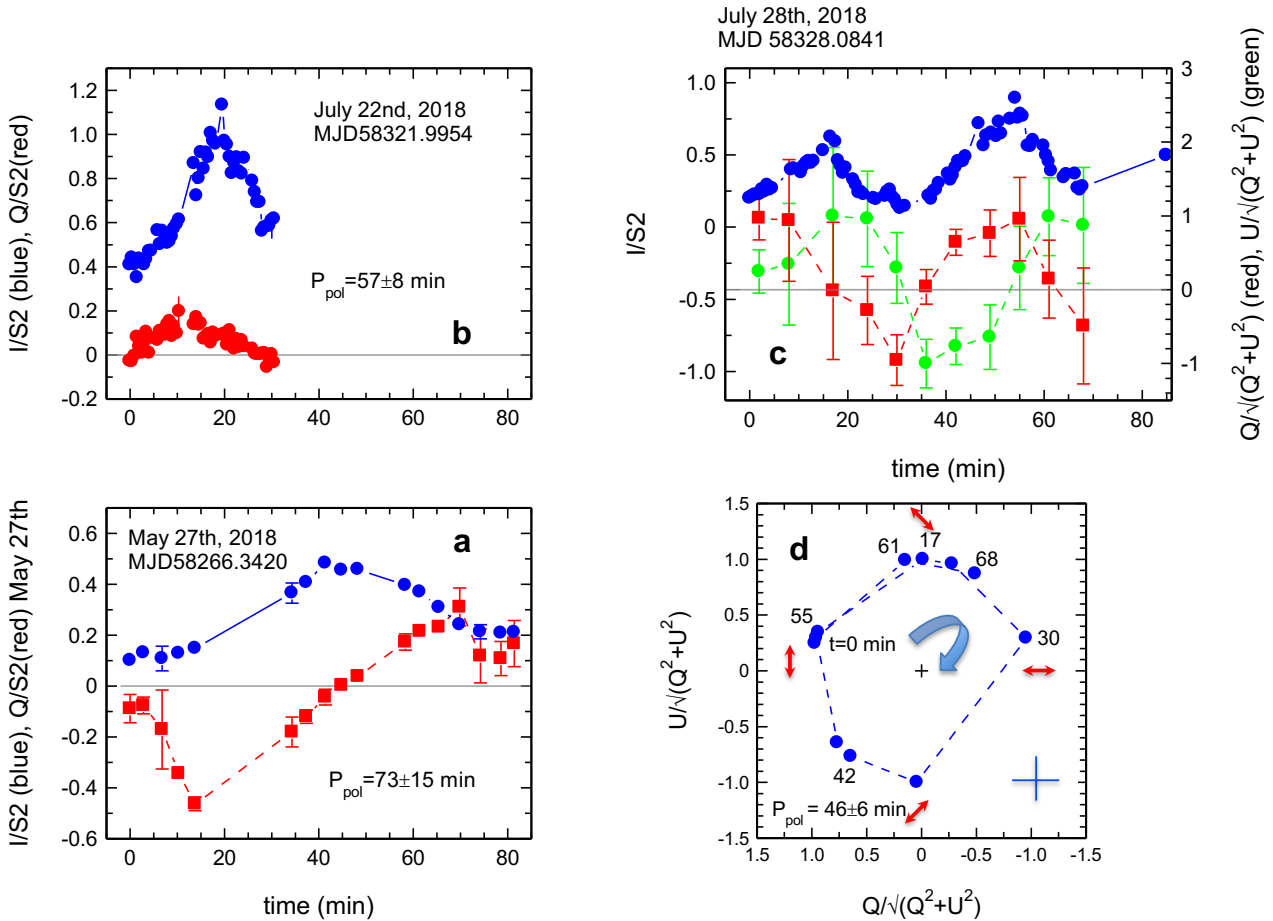 July 28th, 2018
MJD 58328.0841
July 22nd, 2018
MJD58321.9954
P_pol=57±8 min
b
I/S2 (blue), Q/S2(red)
1.2
1.0
0.8
0.6
0.4
0.2
0
-0.2
0 20 40 60 80
c
I/S2
1.0
0.5
0
-0.5
-1.0
0 20 40 60 80
time (min)
3
2
1
0
-1
Q/√(Q²+U²) (red), U/√(Q²+U²) (green)
May 27th, 2018
MJD58266.3420
a
P_pol=73±15 min
I/S2 (blue), Q/S2(red) May 27th
0.6
0.4
0.2
0
-0.2
-0.4
-0.6
0 20 40 60 80
time (min)
d
61 17
68
55
t=0 min
30
42
P_pol = 46±6 min
U/√(Q²+U²)
1.5
1.0
0.5
0
-0.5
-1.0
-1.5
1.5 1.0 0.5 0 -0.5 -1.0 -1.5
Q/√(Q²+U²)